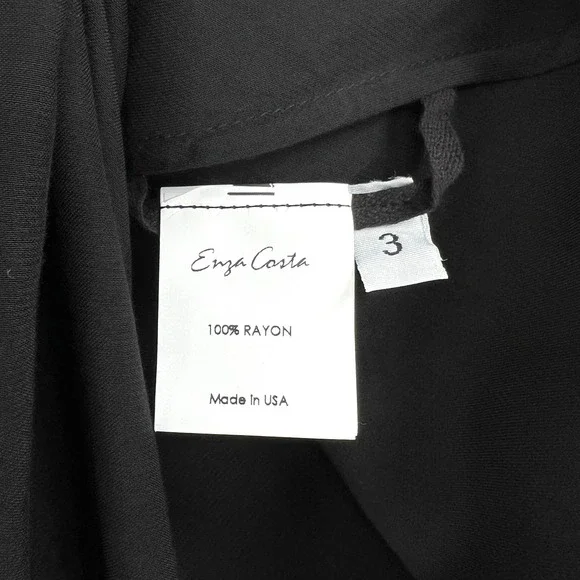 Enza Costa
3
100% RAYON
Made in USA